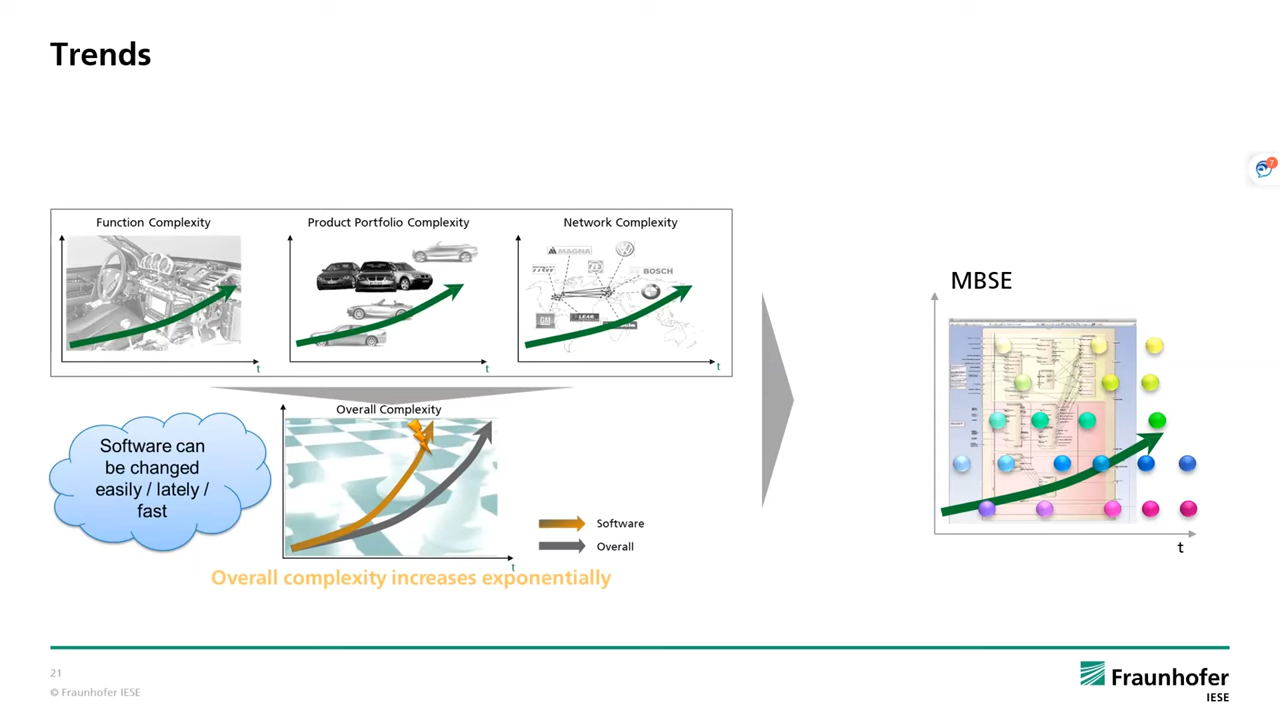 Trends
7
Function Complexity
Product Portfolio Complexity
Network Complexity
MAGNA
TRW
BOSCH
GM
LEAR
t
t
t
Overall Complexity
Software can
be changed
easily / lately /
fast
Software
Overall
t
Overall complexity increases exponentially
MBSE
t
21
© Fraunhofer IESE
Fraunhofer
IESE